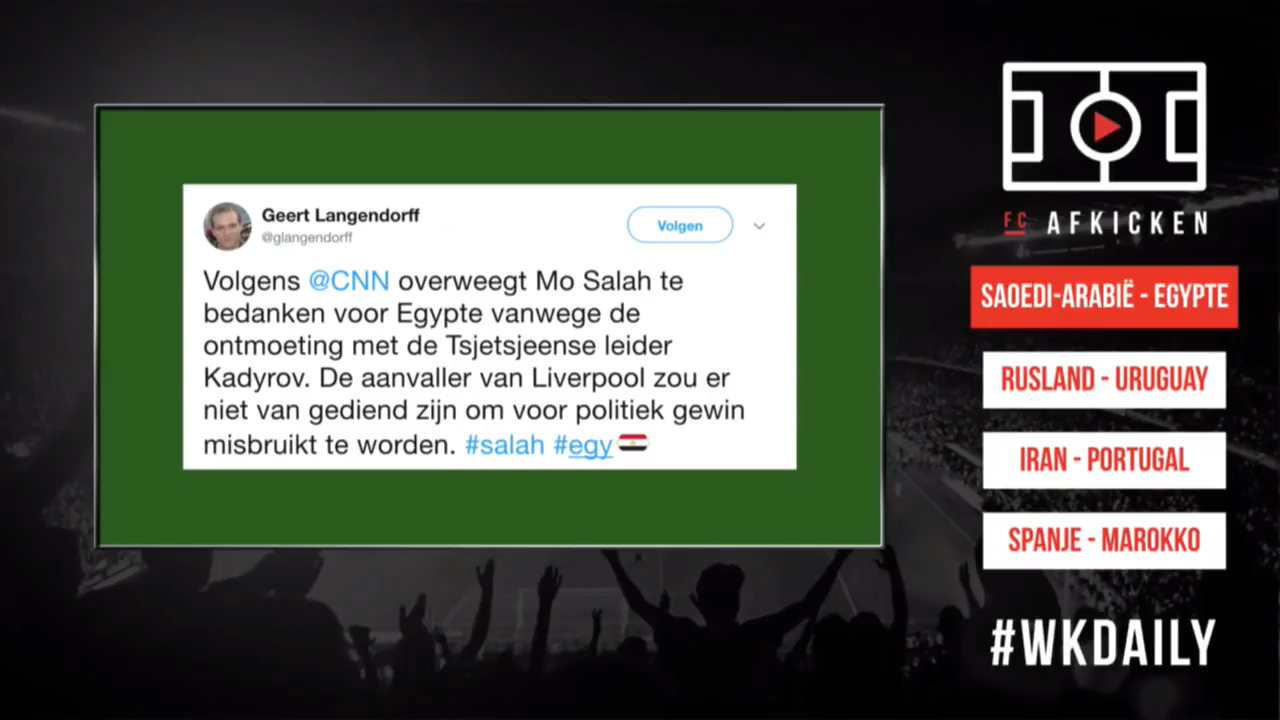 Geert Langendorff
@glangendorff
Volgen
Volgens @CNN overweegt Mo Salah te
bedanken voor Egypte vanwege de
ontmoeting met de Tsjetsjeense leider
Kadyrov. De aanvaller van Liverpool zou er
niet van gediend zijn om voor politiek gewin
misbruikt te worden. #salah #egy
FC AFKICKEN
SAOEDI-ARABIË - EGYPTE
RUSLAND - URUGUAY
IRAN - PORTUGAL
SPANJE - MAROKKO
#WKDAILY